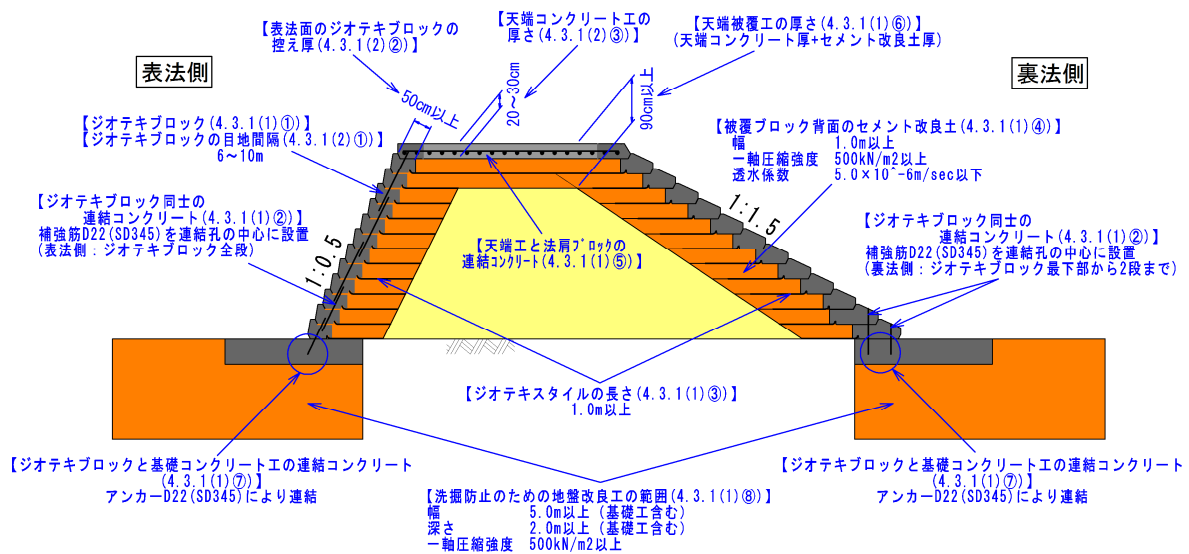 【表法面のジオテキブロックの
控え厚(4.3.1(2)②)】
【天端コンクリート工の
厚さ(4.3.1(2)③)】
【天端被覆工の厚さ(4.3.1(1)⑥)】
(天端コンクリート厚+セメント改良土厚)
表法側
裏法側
50cm以上
20～30cm
90cm以上
【ジオテキブロック(4.3.1(1)①)】
【ジオテキブロックの目地間隔(4.3.1(2)①)】
6～10m
【被覆ブロック背面のセメント改良土(4.3.1(1)④)】
幅 1.0m以上
一軸圧縮強度 500kN/m2以上
透水係数 5.0×10^-6m/sec以下
【ジオテキブロック同士の
連結コンクリート(4.3.1(1)②)】
補強筋D22(SD345)を連結孔の中心に設置
(表法側：ジオテキブロック全段)
1:0.5
【天端工と法肩ﾌﾞﾛｯｸの
連結ｺﾝｸﾘｰﾄ(4.3.1(1)⑤)】
1:1.5
【ジオテキブロック同士の
連結コンクリート(4.3.1(1)②)】
補強筋D22(SD345)を連結孔の中心に設置
(裏法側：ジオテキブロック最下部から2段まで)
【ジオテキスタイルの長さ(4.3.1(1)③)】
1.0m以上
【ジオテキブロックと基礎コンクリート工の連結コンクリート
(4.3.1(1)⑦)】
アンカーD22(SD345)により連結
【ジオテキブロックと基礎コンクリート工の連結コンクリート
(4.3.1(1)⑦)】
アンカーD22(SD345)により連結
【洗掘防止のための地盤改良工の範囲(4.3.1(1)⑧)】
幅 5.0m以上(基礎工含む)
深さ 2.0m以上(基礎工含む)
一軸圧縮強度 500kN/m2以上